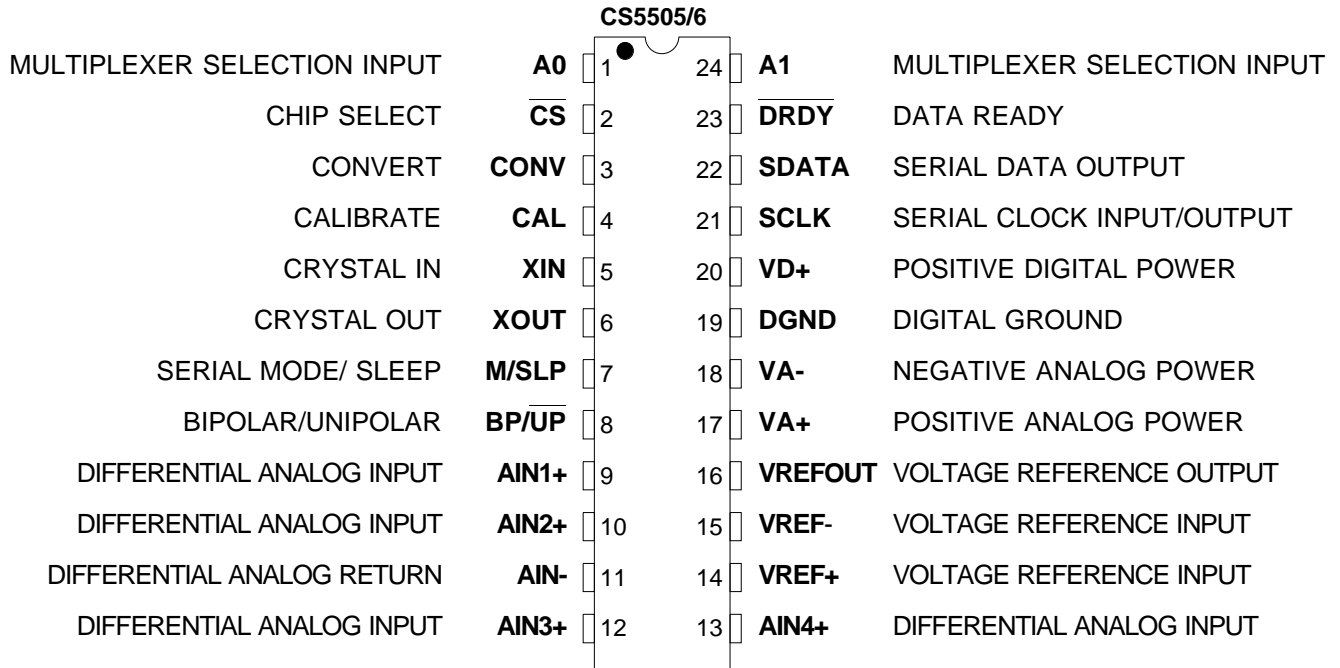 CS5505/6
MULTIPLEXER SELECTION INPUT A0 1 24 A1 MULTIPLEXER SELECTION INPUT
CHIP SELECT C̅S̅ 2 23 D̅R̅D̅Y̅ DATA READY
CONVERT CONV 3 22 SDATA SERIAL DATA OUTPUT
CALIBRATE CAL 4 21 SCLK SERIAL CLOCK INPUT/OUTPUT
CRYSTAL IN XIN 5 20 VD+ POSITIVE DIGITAL POWER
CRYSTAL OUT XOUT 6 19 DGND DIGITAL GROUND
SERIAL MODE/ SLEEP M/SLP 7 18 VA- NEGATIVE ANALOG POWER
BIPOLAR/UNIPOLAR BP/U̅P̅ 8 17 VA+ POSITIVE ANALOG POWER
DIFFERENTIAL ANALOG INPUT AIN1+ 9 16 VREFOUT VOLTAGE REFERENCE OUTPUT
DIFFERENTIAL ANALOG INPUT AIN2+ 10 15 VREF- VOLTAGE REFERENCE INPUT
DIFFERENTIAL ANALOG RETURN AIN- 11 14 VREF+ VOLTAGE REFERENCE INPUT
DIFFERENTIAL ANALOG INPUT AIN3+ 12 13 AIN4+ DIFFERENTIAL ANALOG INPUT